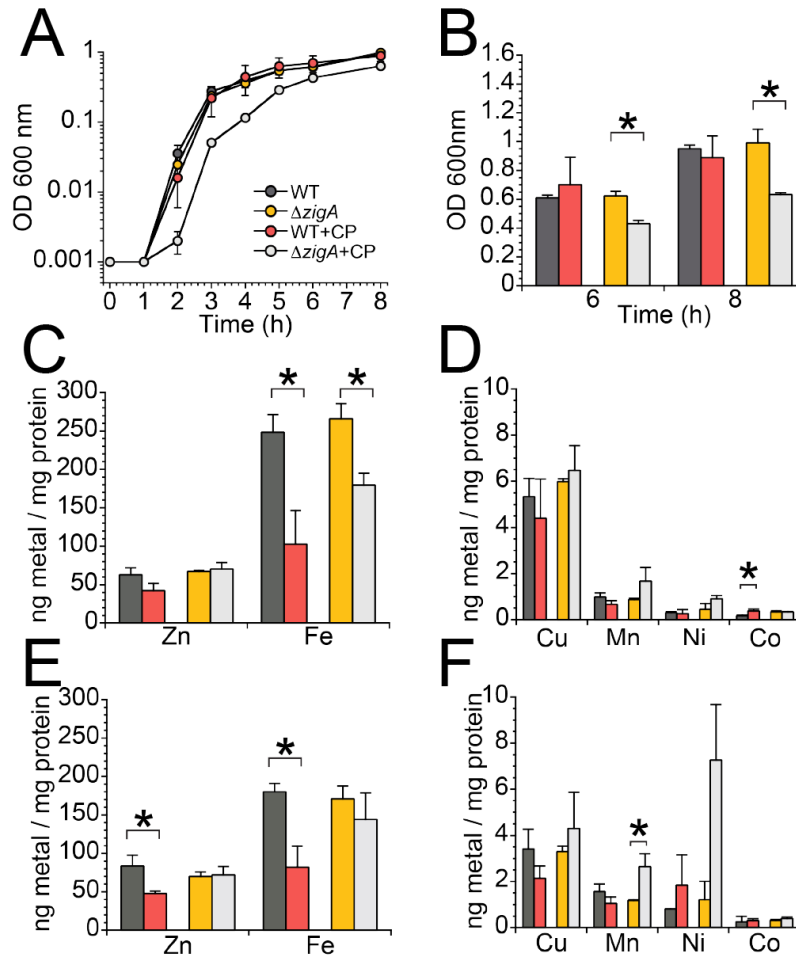 A
OD 600 nm
1
0.1
0.01
0.001
WT
ΔzigA
WT+CP
ΔzigA+CP
0 1 2 3 4 5 6 7 8
Time (h)
B
OD 600nm
1.6
1.4
1.2
1
0.8
0.6
0.4
0.2
0
*
*
6 8
Time (h)
C
ng metal / mg protein
300
250
200
150
100
50
0
*
*
Zn Fe
D
ng metal / mg protein
10
8
6
4
2
0
*
Cu Mn Ni Co
E
ng metal / mg protein
300
250
200
150
100
50
0
*
*
Zn Fe
F
ng metal / mg protein
10
8
6
4
2
0
*
Cu Mn Ni Co